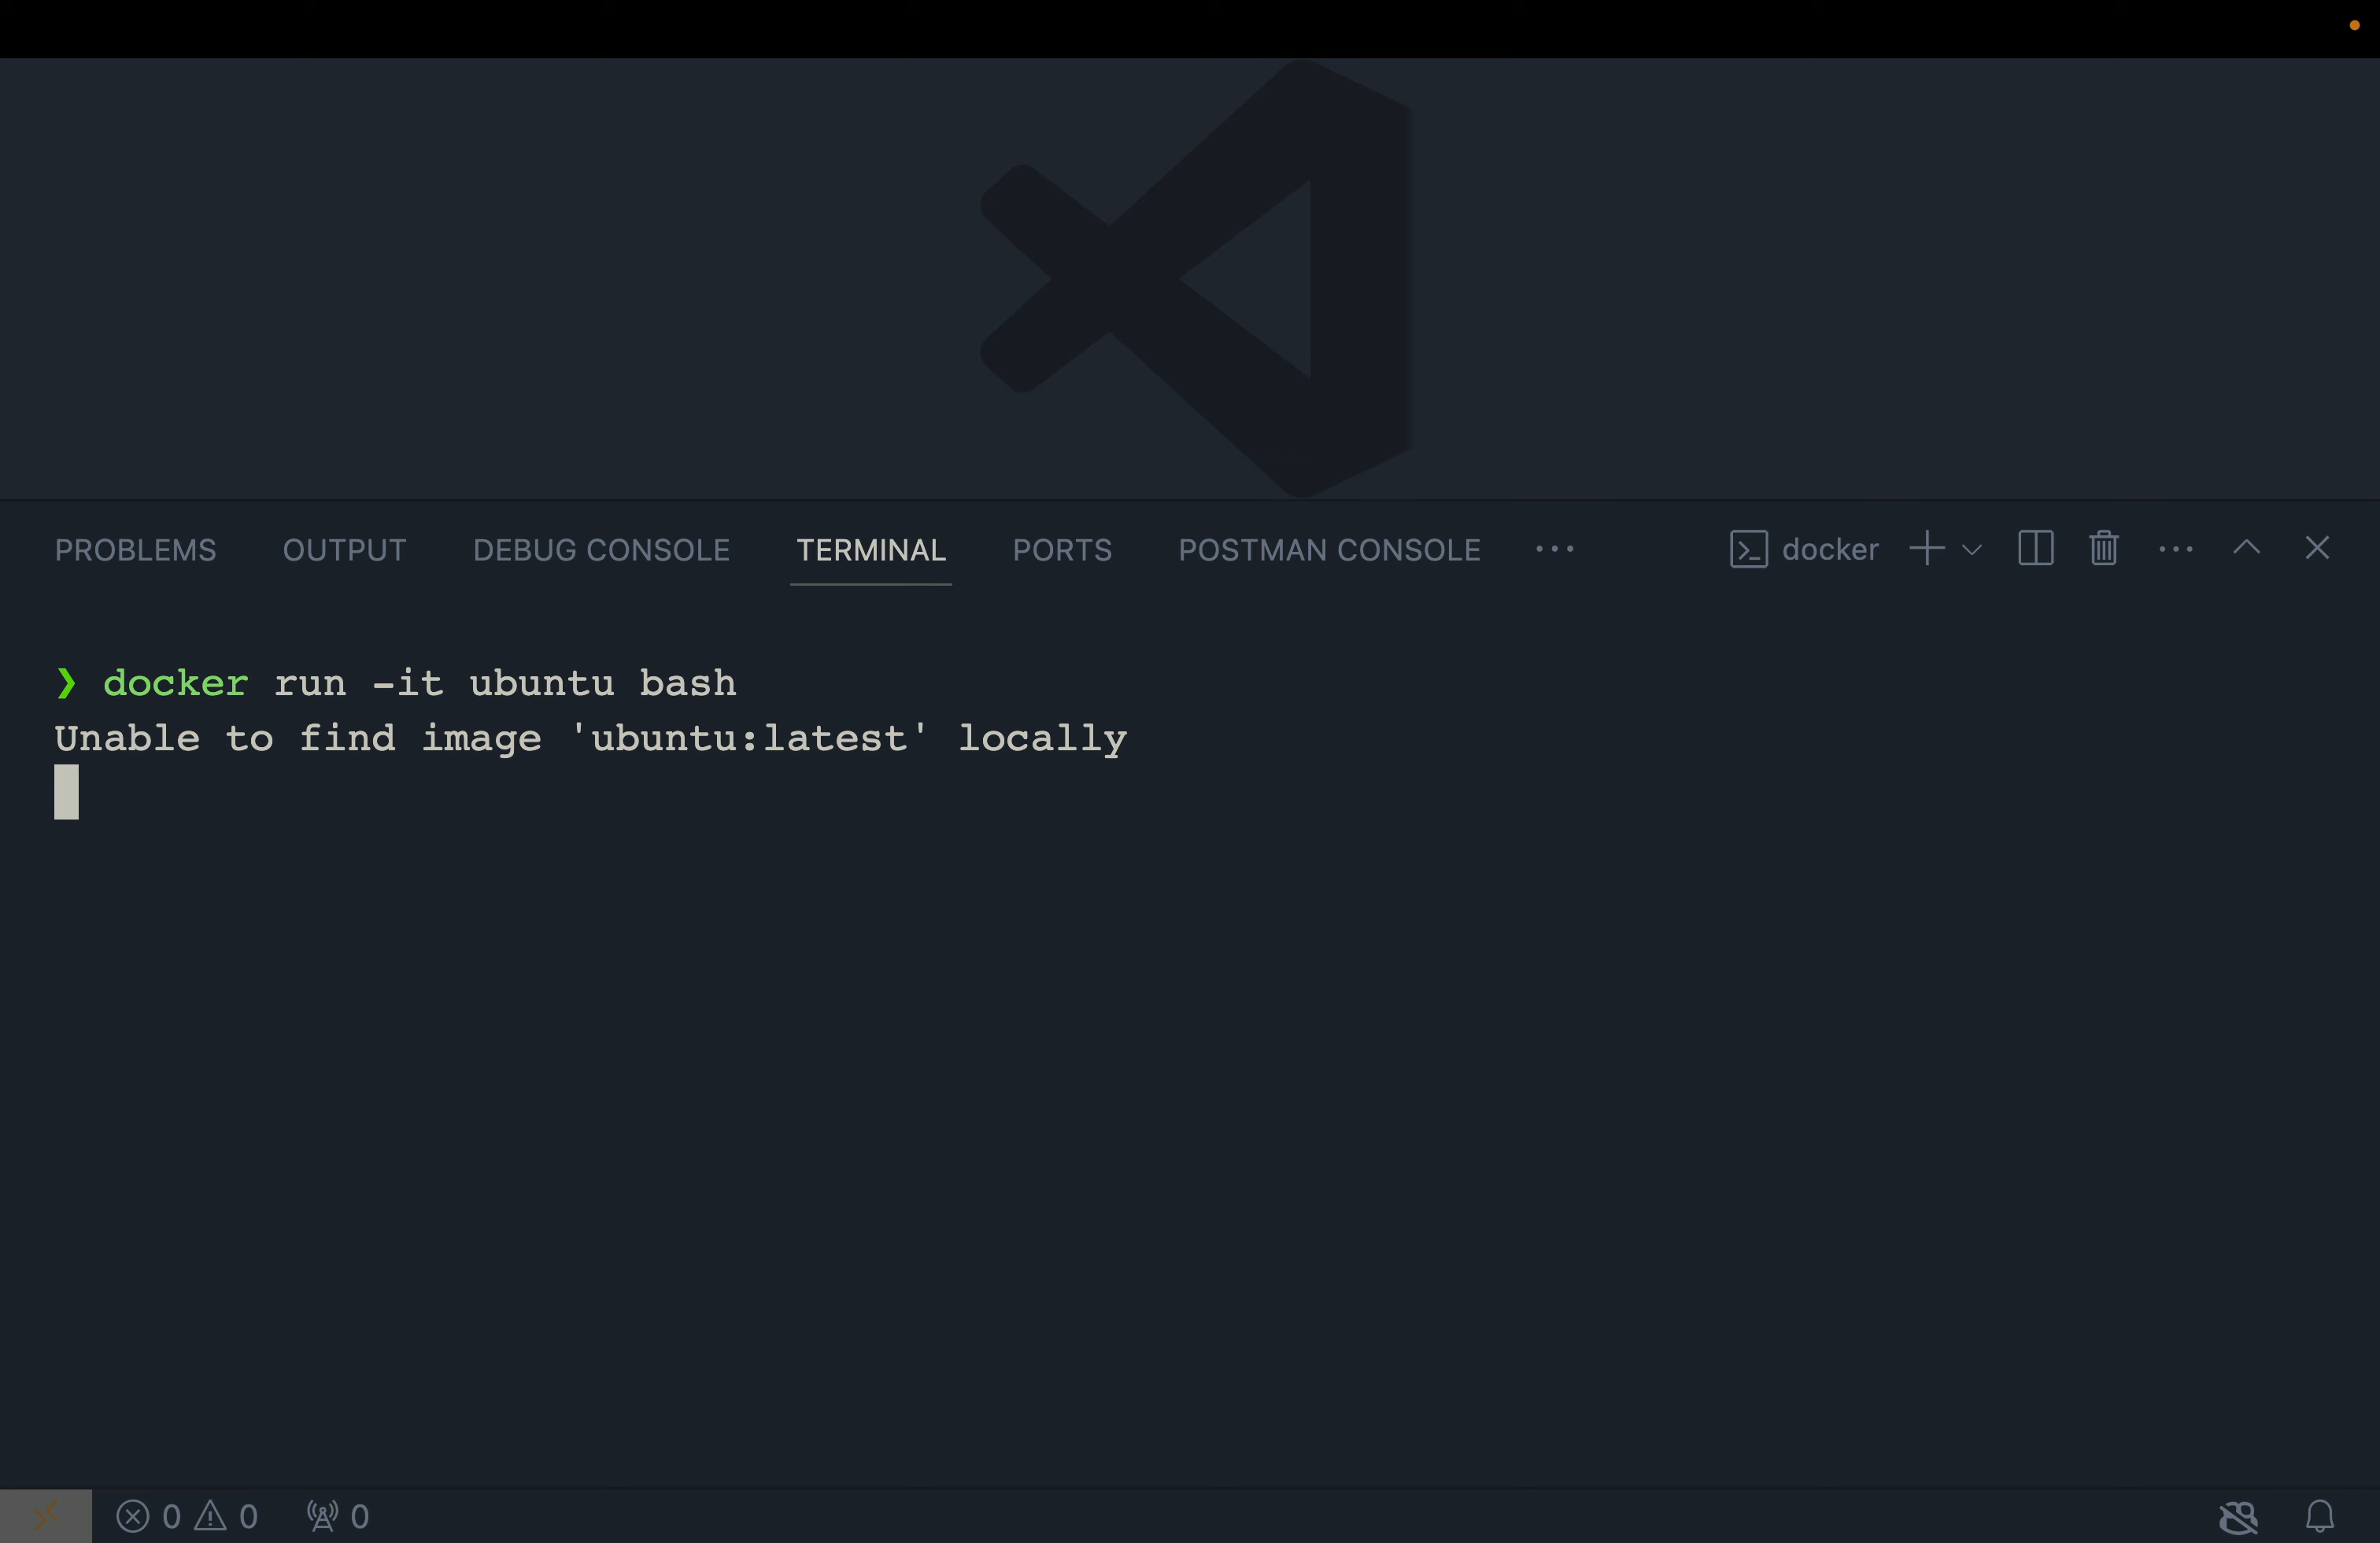 PROBLEMS OUTPUT DEBUG CONSOLE TERMINAL PORTS POSTMAN CONSOLE ··· docker ···
❯ docker run -it ubuntu bash
Unable to find image 'ubuntu:latest' locally
0 0 0